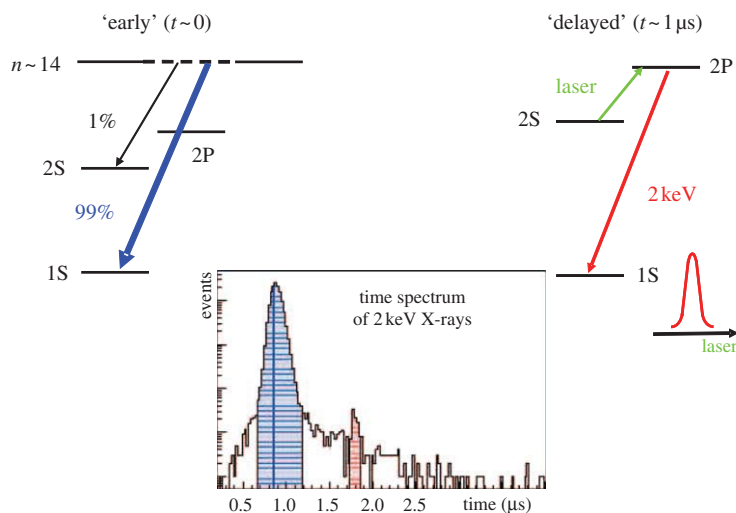 'early' (t ~ 0)
n ~ 14
1%
2P
2S
99%
1S
'delayed' (t ~ 1 μs)
2P
laser
2S
2 keV
1S
laser
events
time spectrum
of 2 keV X-rays
0.5 1.0 1.5 2.0 2.5 time (μs)